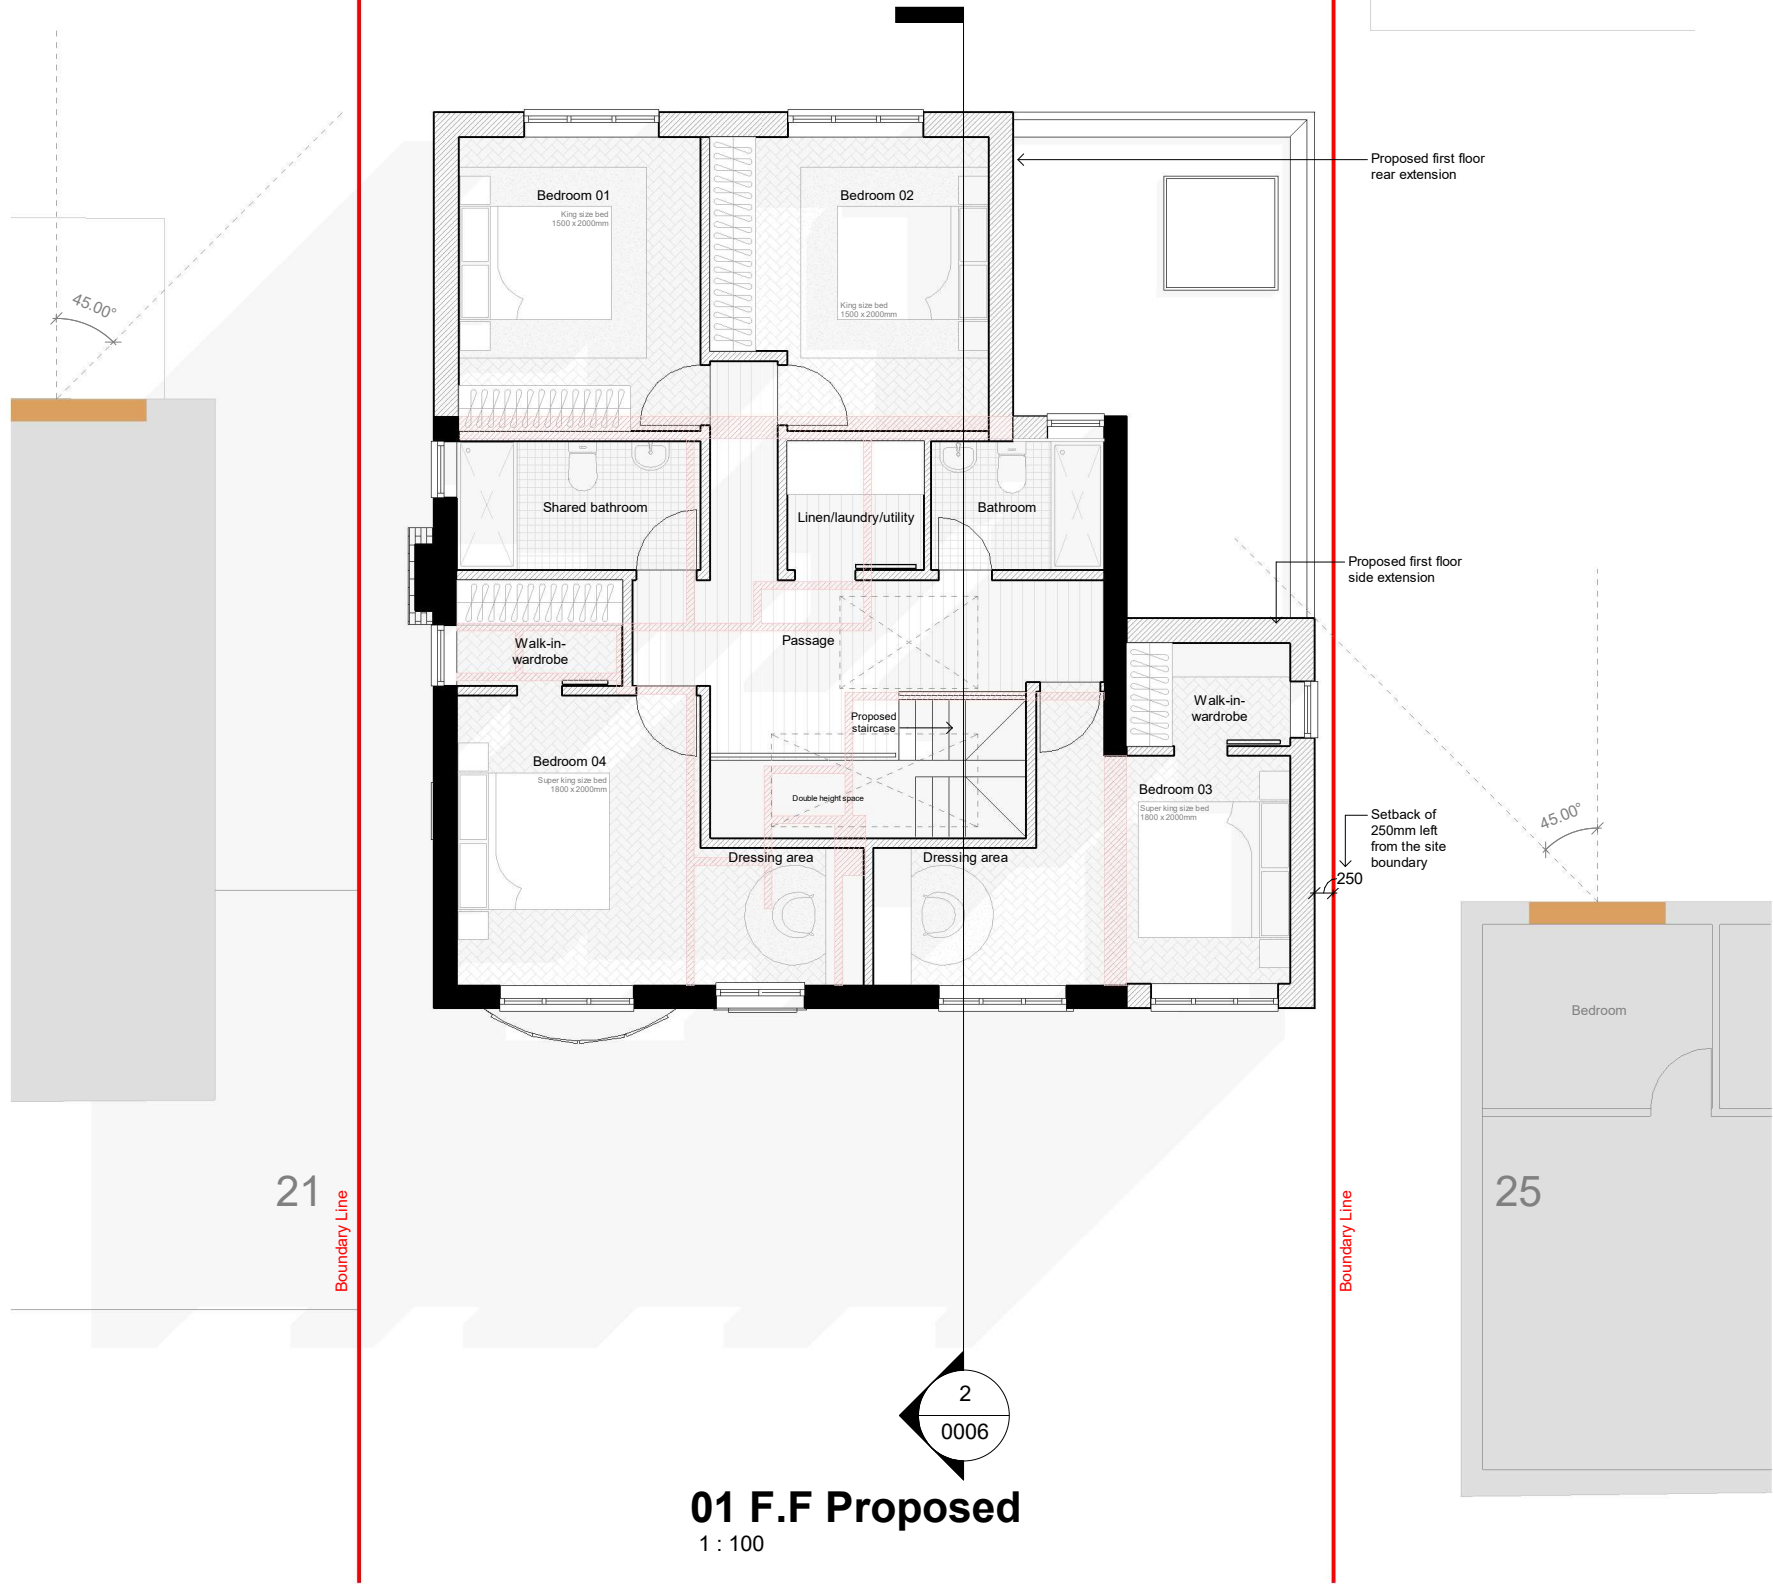 Proposed first floor
rear extension
Bedroom 01
King size bed
1500 x 2000mm
Bedroom 02
King size bed
1500 x 2000mm
45.00°
Shared bathroom
Linen/laundry/utility
Bathroom
Proposed first floor
side extension
Walk-in-
wardrobe
Passage
Walk-in-
wardrobe
Proposed
staircase
Bedroom 04
Super king size bed
1800 x 2000mm
Double height space
Bedroom 03
Super king size bed
1800 x 2000mm
Setback of
250mm left
from the site
boundary
250
45.00°
Dressing area
Dressing area
Bedroom
21
Boundary Line
Boundary Line
25
2
0006
01 F.F Proposed
1 : 100